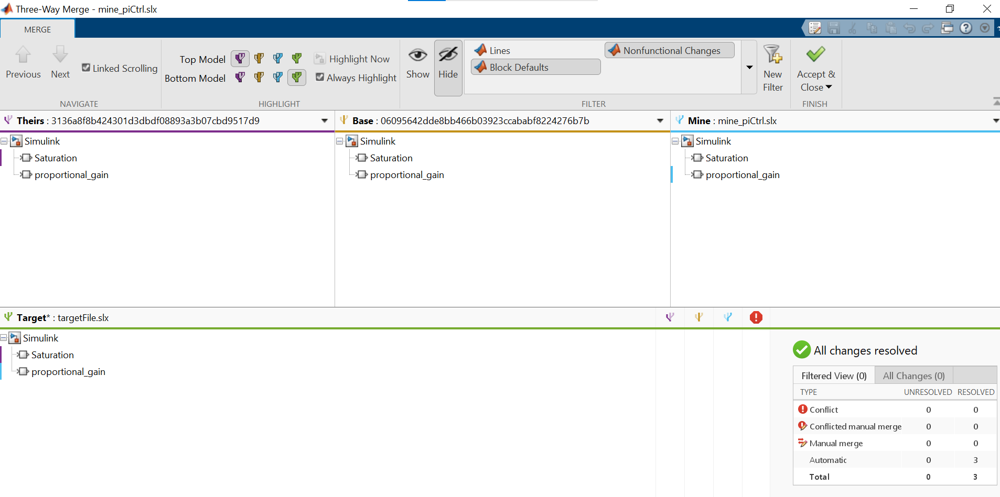 Three-Way Merge - mine_piCtrl.slx
MERGE
Previous
Next
Linked Scrolling
NAVIGATE
Top Model
Bottom Model
Highlight Now
Always Highlight
HIGHLIGHT
Show
Hide
Lines
Nonfunctional Changes
Block Defaults
New
Filter
FILTER
Accept &
Close
FINISH
Theirs : 3136a8f8b424301d3dbdf08893a3b07cbd9517d9
Base : 06095642dde8bb466b03923ccababf8224276b7b
Mine : mine_piCtrl.slx
Simulink
Saturation
proportional_gain
Simulink
Saturation
proportional_gain
Simulink
Saturation
proportional_gain
Target* : targetFile.slx
Simulink
Saturation
proportional_gain
All changes resolved
Filtered View (0) All Changes (0)
TYPE UNRESOLVED RESOLVED
Conflict 0 0
Conflicted manual merge 0 0
Manual merge 0 0
Automatic 0 3
Total 0 3